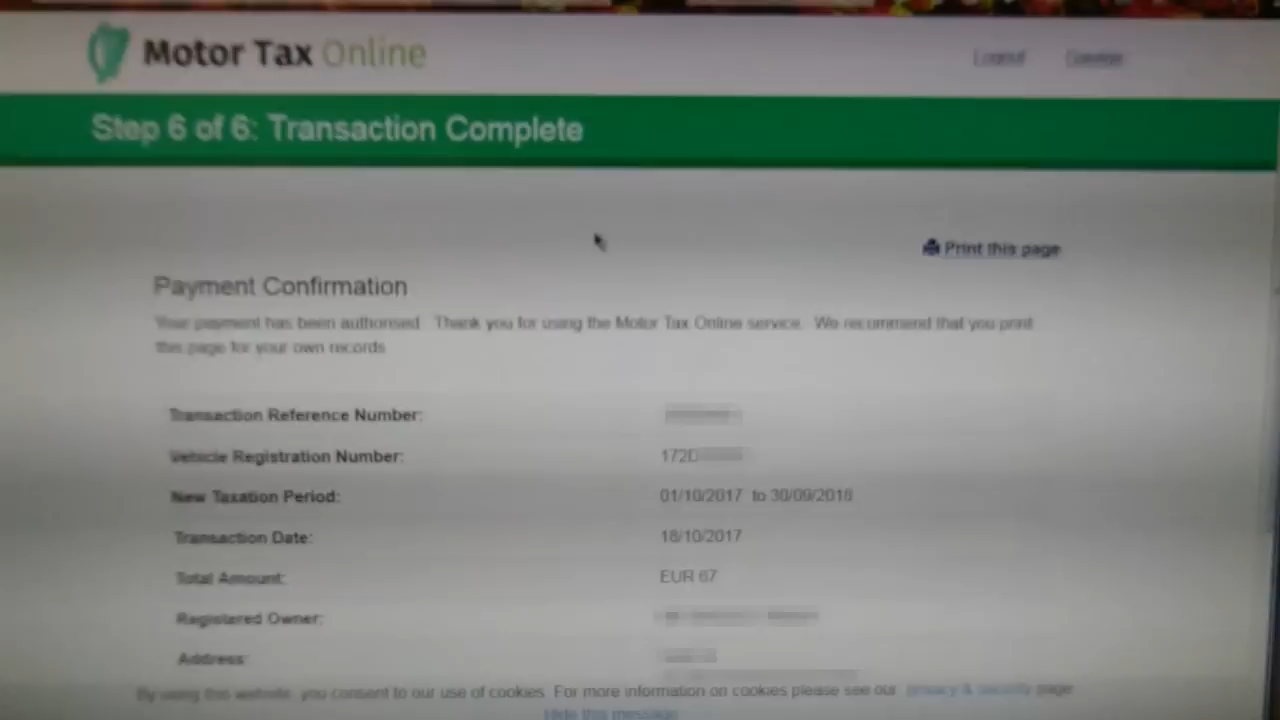 Motor Tax Online
Logout
Step 6 of 6: Transaction Complete
Print this page
Payment Confirmation
Your payment has been authorised. Thank you for using the Motor Tax Online service. We recommend that you print
this page for your own records
Transaction Reference Number:
Vehicle Registration Number: 172D
New Taxation Period: 01/10/2017 to 30/09/2018
Transaction Date: 18/10/2017
Total Amount: EUR 67
Registered Owner:
Address:
By using this website, you consent to our use of cookies. For more information on cookies please see our privacy & security page
Hide this message